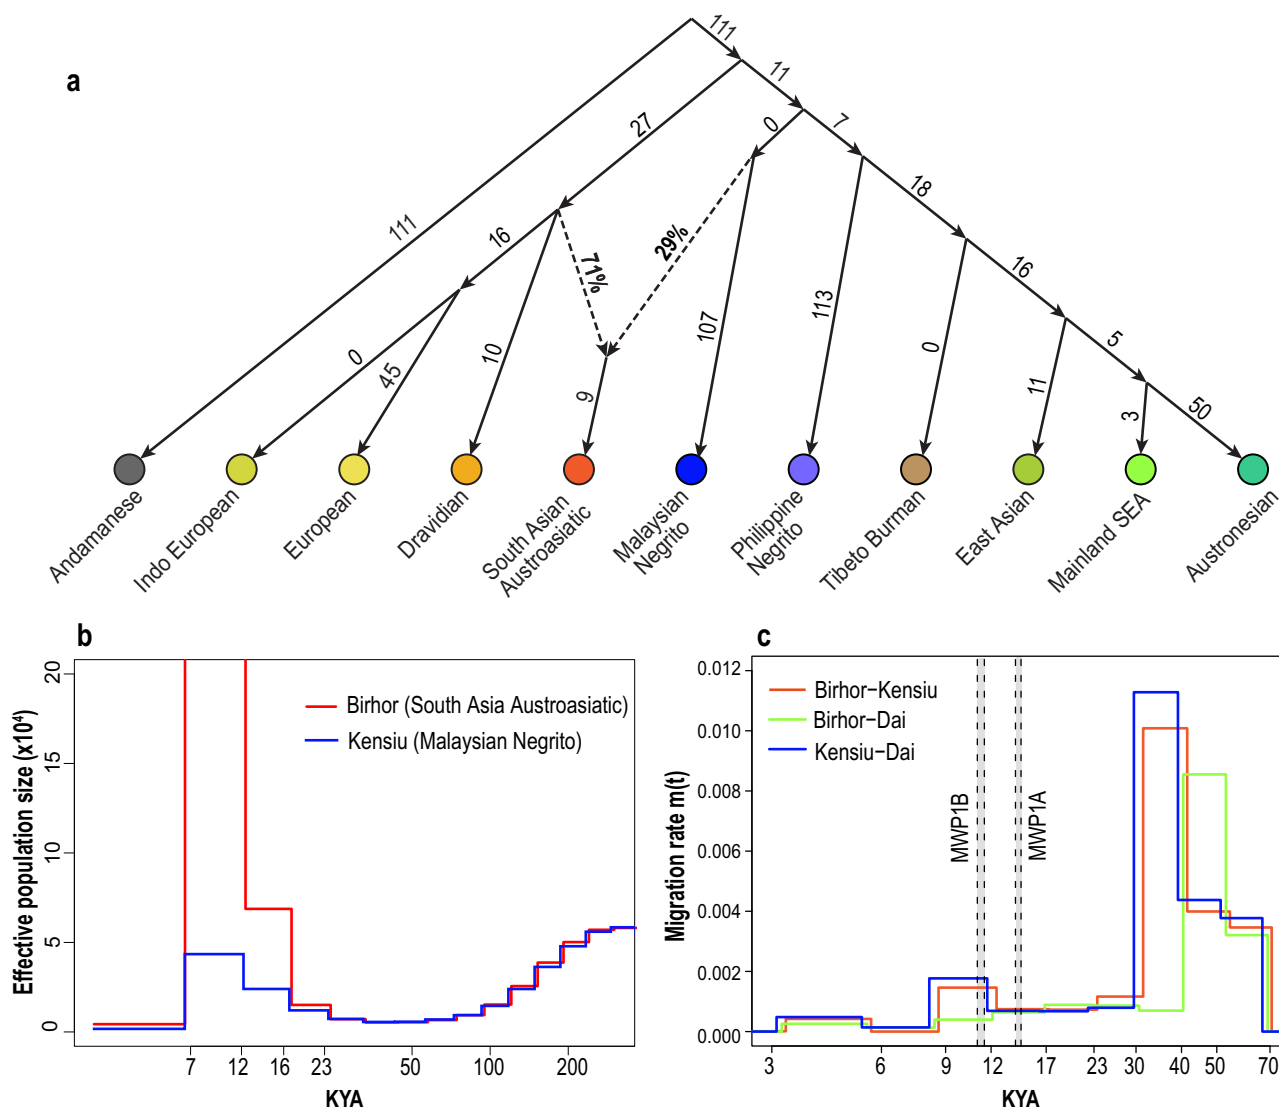 a
111
11
7
0
27
18
111
16
71%
29%
16
107
113
0
45
10
9
0
11
5
3
50
Andamanese
Indo European
European
Dravidian
South Asian
Austroasiatic
Malaysian
Negrito
Philippine
Negrito
Tibeto Burman
East Asian
Mainland SEA
Austronesian
b
Effective population size (x10⁴)
20
15
10
5
0
Birhor (South Asia Austroasiatic)
Kensiu (Malaysian Negrito)
7 12 16 23 50 100 200
KYA
c
Migration rate m(t)
0.012
0.010
0.008
0.006
0.004
0.002
0.000
Birhor–Kensiu
Birhor–Dai
Kensiu–Dai
MWP1B
MWP1A
3 6 9 12 17 23 30 40 50 70
KYA